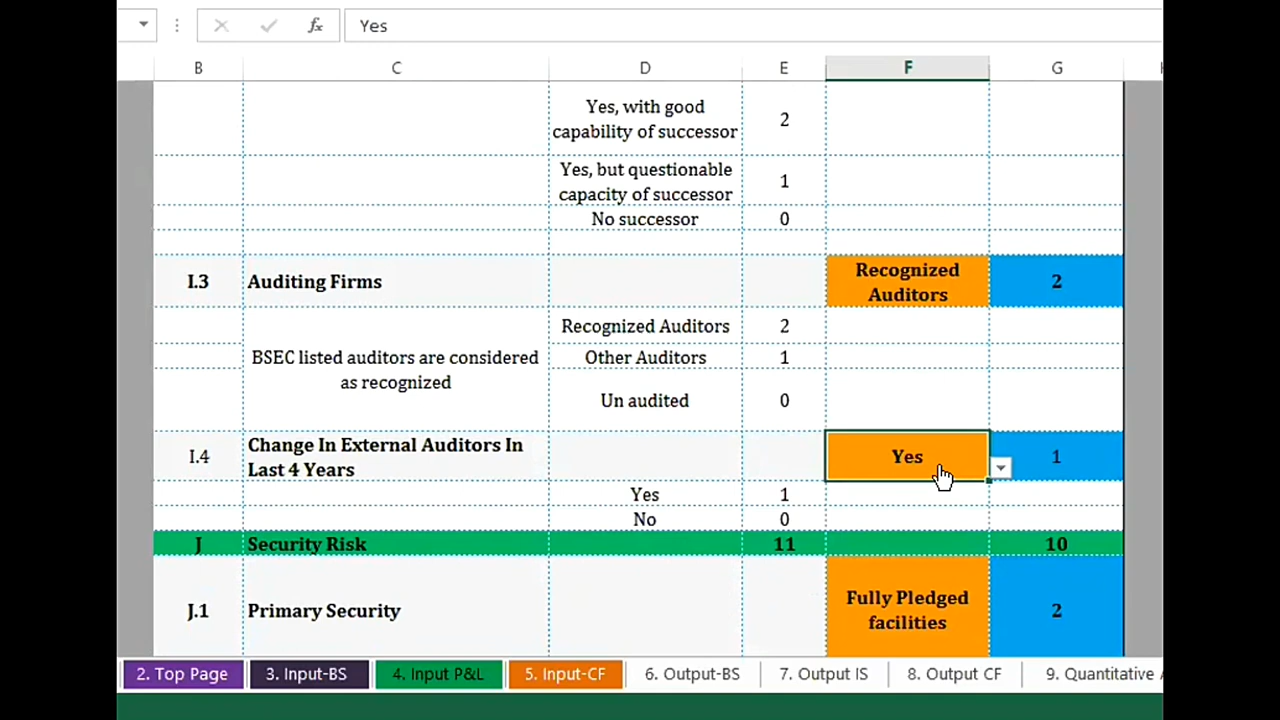 fx Yes
B C D E F G
Yes, with good
capability of successor 2
Yes, but questionable
capacity of successor 1
No successor 0
I.3 Auditing Firms Recognized
Auditors 2
Recognized Auditors 2
BSEC listed auditors are considered
as recognized
Other Auditors 1
Un audited 0
I.4 Change In External Auditors In
Last 4 Years Yes 1
Yes 1
No 0
J Security Risk 11 10
J.1 Primary Security Fully Pledged
facilities 2
2. Top Page 3. Input-BS 4. Input P&L 5. Input-CF 6. Output-BS 7. Output IS 8. Output CF 9. Quantitative